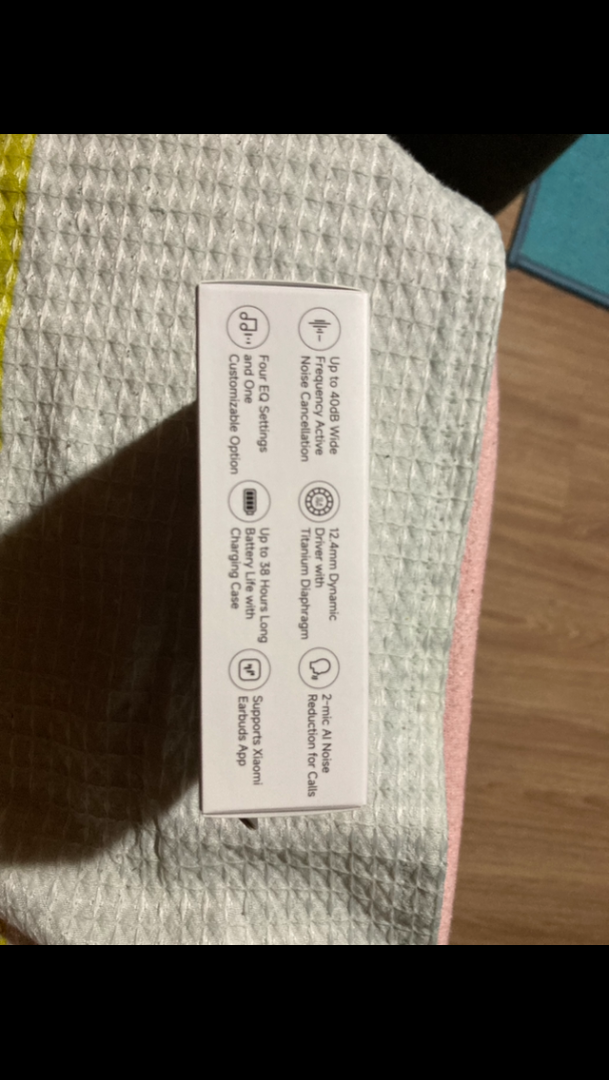 Up to 40dB Wide
Frequency Active
Noise Cancellation
12.4mm Dynamic
Driver with
Titanium Diaphragm
2-mic AI Noise
Reduction for Calls
Four EQ Settings
and One
Customizable Option
Up to 38 Hours Long
Battery Life with
Charging Case
Supports Xiaomi
Earbuds App